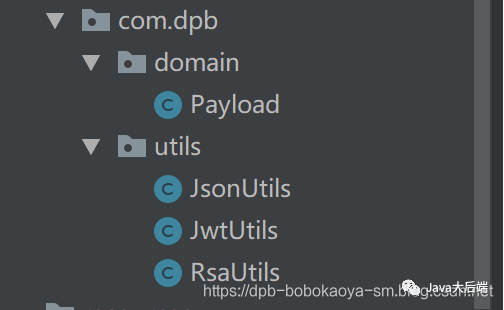 com.dpb
domain
C Payload
utils
C JsonUtils
C JwtUtils
C RsaUtils
https://dpb-bobokaoya-sm.blog.csdn.net
Java大后端